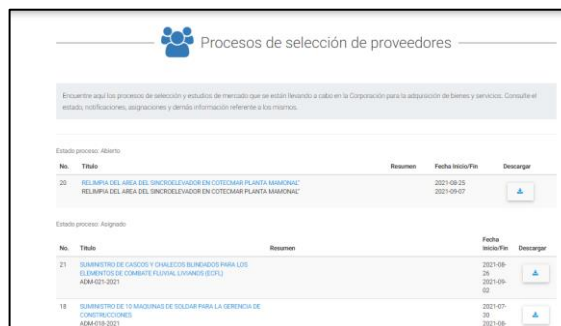 Procesos de selección de proveedores
Encuentre aquí los procesos de selección y estudios de mercado que se están llevando a cabo en la Corporación para la adquisición de bienes y servicios. Consulte el
estado, notificaciones, asignaciones y demás información referente a los mismos.
Estado proceso: Abierto
No. Título Resumen Fecha Inicio/Fin Descargar
20 RELIMPIA DEL AREA DEL SINCROELEVADOR EN COTECMAR PLANTA MAMONAL" 2021-08-25
RELIMPIA DEL AREA DEL SINCROELEVADOR EN COTECMAR PLANTA MAMONAL" 2021-09-07
Estado proceso: Asignado
No. Título Resumen Fecha Inicio/Fin Descargar
21 SUMINISTRO DE CASCOS Y CHALECOS BLINDADOS PARA LOS 2021-08-
ELEMENTOS DE COMBATE FLUVIAL LIVIANOS (ECFL) 26
ADM-021-2021 2021-09-
02
18 SUMINISTRO DE 10 MAQUINAS DE SOLDAR PARA LA GERENCIA DE 2021-07-
CONSTRUCCIONES 30
ADM-018-2021 2021-08-